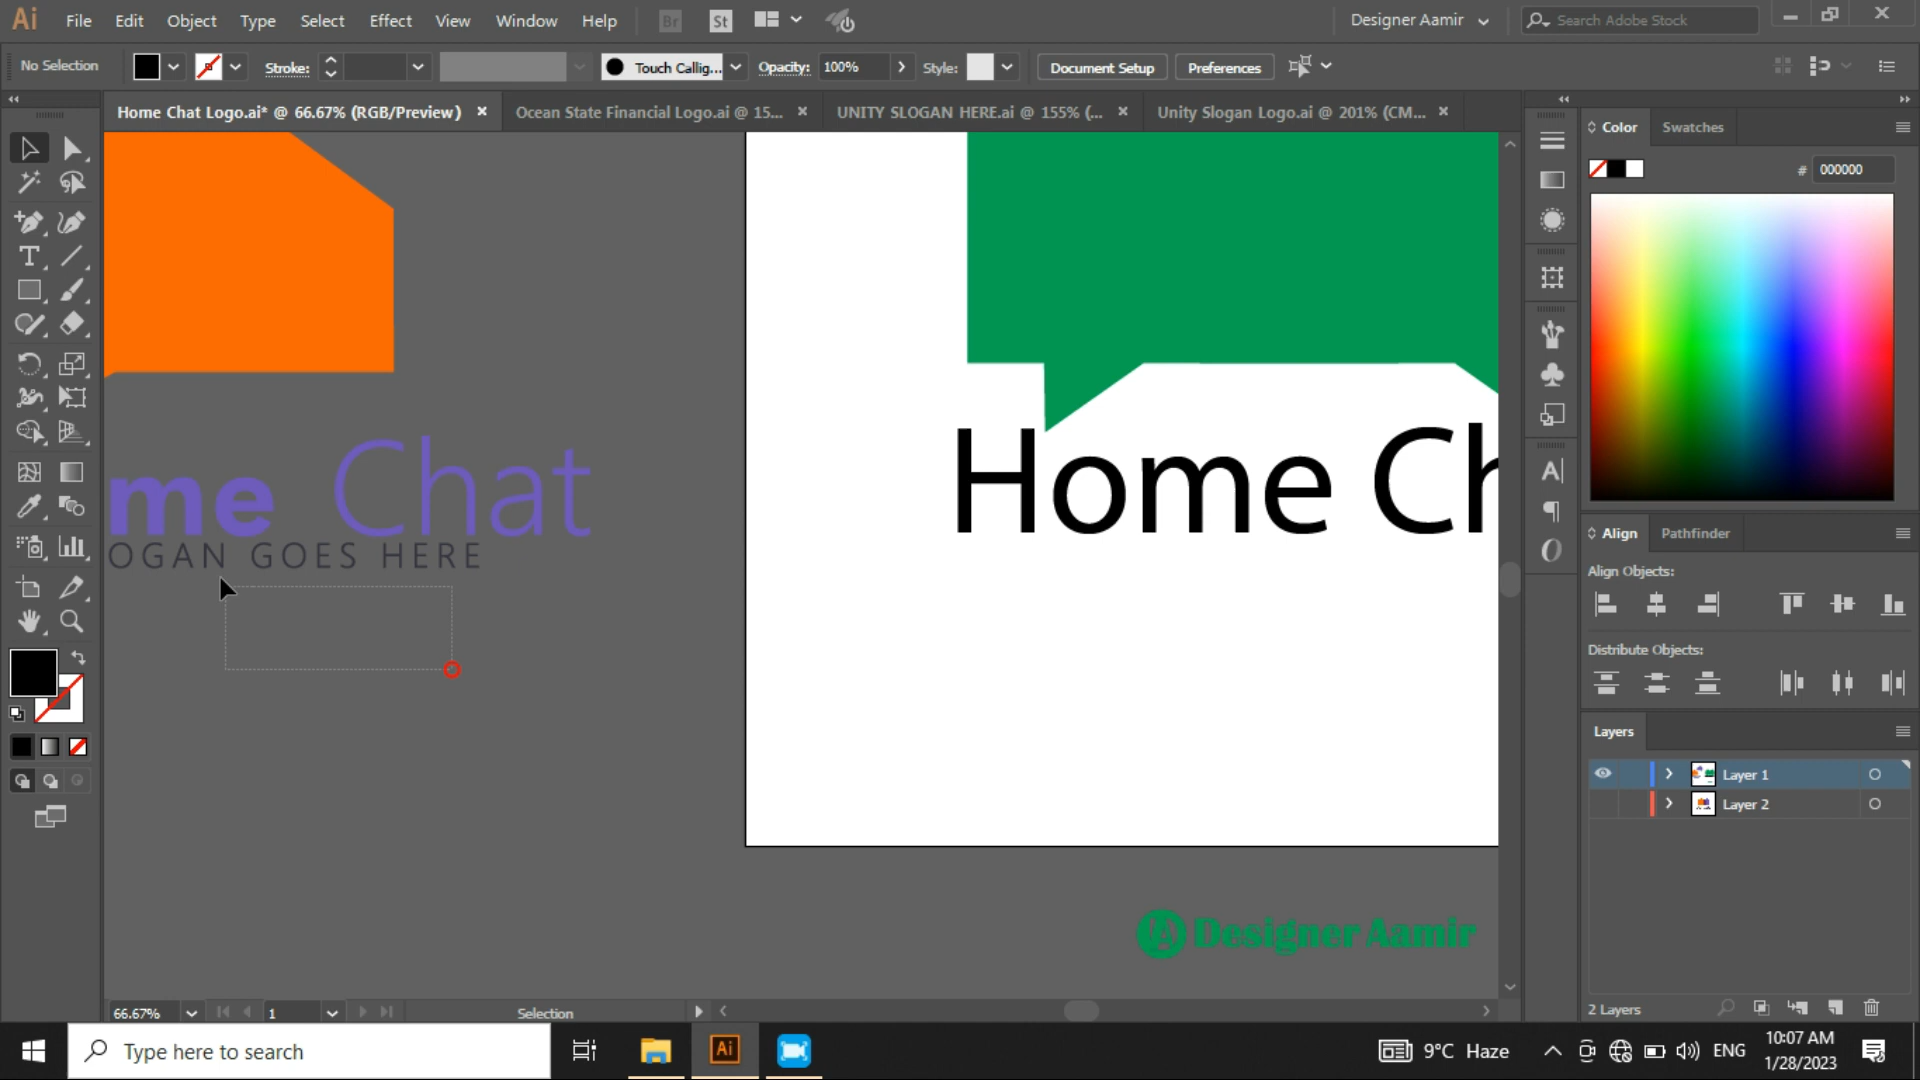 Ai File Edit Object Type Select Effect View Window Help Br St Designer Aamir Search Adobe Stock
No Selection Stroke: Touch Callig... Opacity: 100% Style: Document Setup Preferences
Home Chat Logo.ai* @ 66.67% (RGB/Preview) Ocean State Financial Logo.ai @ 15... UNITY SLOGAN HERE.ai @ 155% (... Unity Slogan Logo.ai @ 201% (CM...
Color Swatches
# 000000
me Chat
OGAN GOES HERE
Home Ch
Align Pathfinder
Align Objects:
Distribute Objects:
Layers
Layer 1
Layer 2
Designer Aamir
66.67% 1 Selection
2 Layers
Type here to search
Ai
9°C Haze
ENG
10:07 AM
1/28/2023